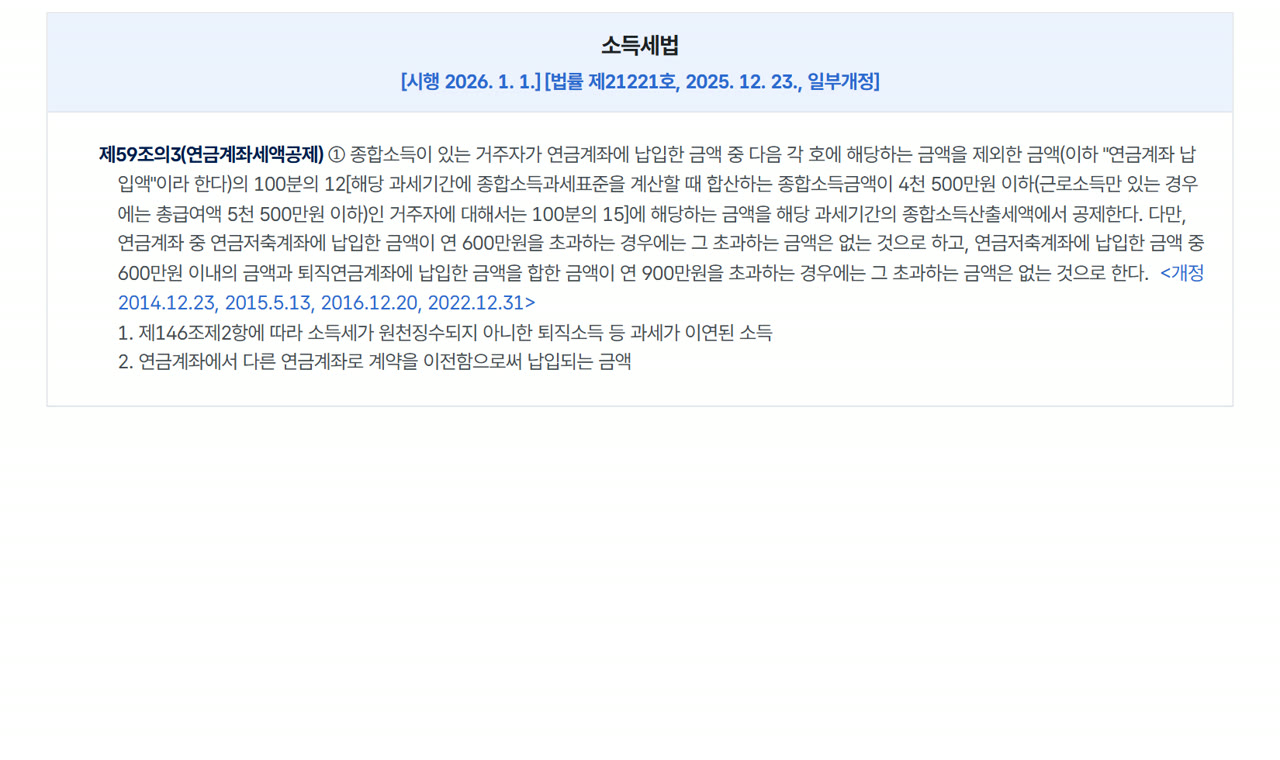 소득세법
[시행 2026. 1. 1.] [법률 제21221호, 2025. 12. 23., 일부개정]
제59조의3(연금계좌세액공제) ① 종합소득이 있는 거주자가 연금계좌에 납입한 금액 중 다음 각 호에 해당하는 금액을 제외한 금액(이하 "연금계좌 납
입액"이라 한다)의 100분의 12[해당 과세기간에 종합소득과세표준을 계산할 때 합산하는 종합소득금액이 4천 500만원 이하(근로소득만 있는 경우
에는 총급여액 5천 500만원 이하)인 거주자에 대해서는 100분의 15]에 해당하는 금액을 해당 과세기간의 종합소득산출세액에서 공제한다. 다만,
연금계좌 중 연금저축계좌에 납입한 금액이 연 600만원을 초과하는 경우에는 그 초과하는 금액은 없는 것으로 하고, 연금저축계좌에 납입한 금액 중
600만원 이내의 금액과 퇴직연금계좌에 납입한 금액을 합한 금액이 연 900만원을 초과하는 경우에는 그 초과하는 금액은 없는 것으로 한다. <개정
2014.12.23, 2015.5.13, 2016.12.20, 2022.12.31>
1. 제146조제2항에 따라 소득세가 원천징수되지 아니한 퇴직소득 등 과세가 이연된 소득
2. 연금계좌에서 다른 연금계좌로 계약을 이전함으로써 납입되는 금액